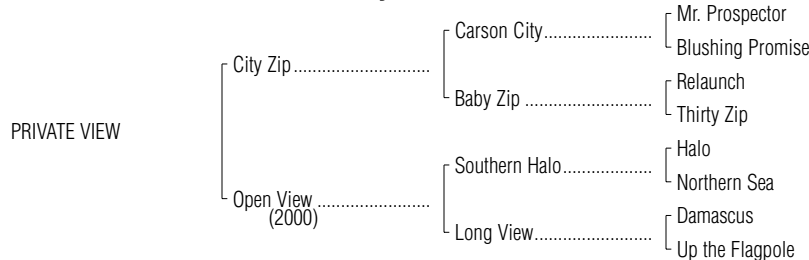 Mr. Prospector
Carson City.......................
Blushing Promise
City Zip.............................
Relaunch
Baby Zip ...........................
Thirty Zip
PRIVATE VIEW
Halo
Southern Halo...................
Northern Sea
Open View ........................
(2000)
Damascus
Long View.........................
Up the Flagpole